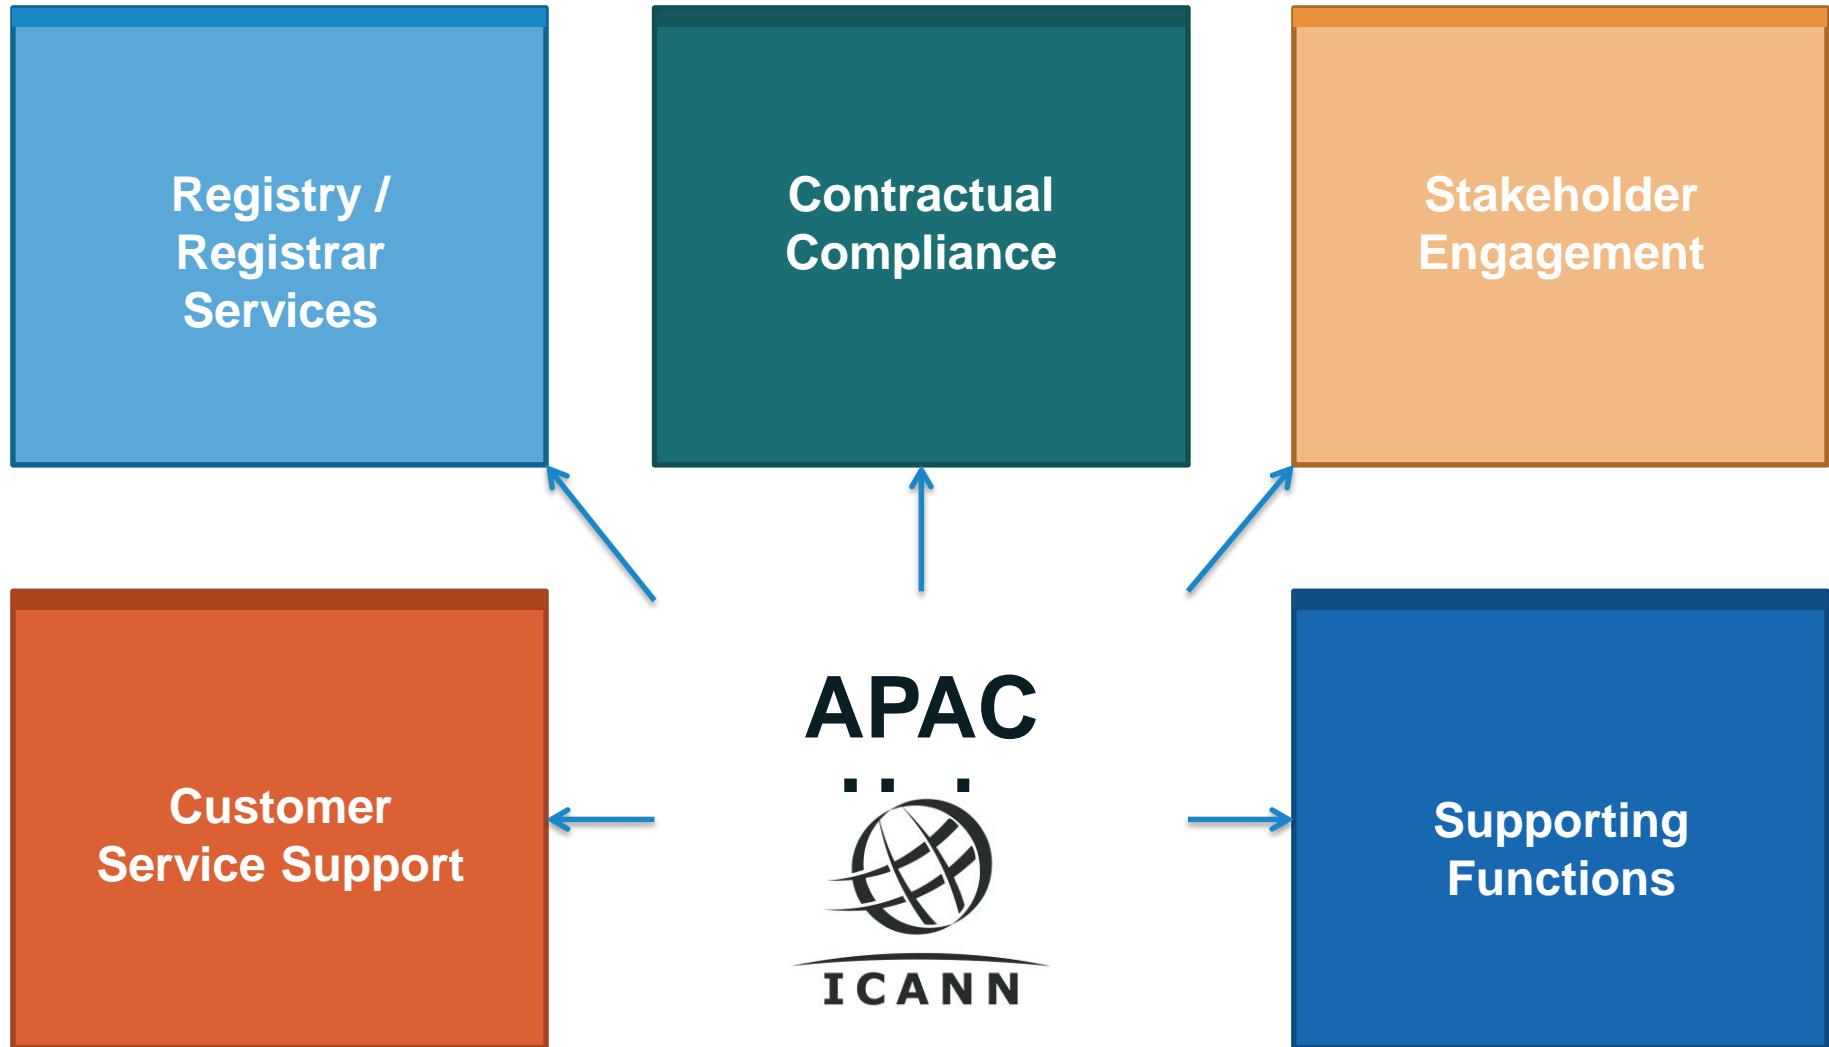 Registry /
Registrar
Services
Contractual
Compliance
Stakeholder
Engagement
Customer
Service Support
APAC
ICANN
Supporting
Functions